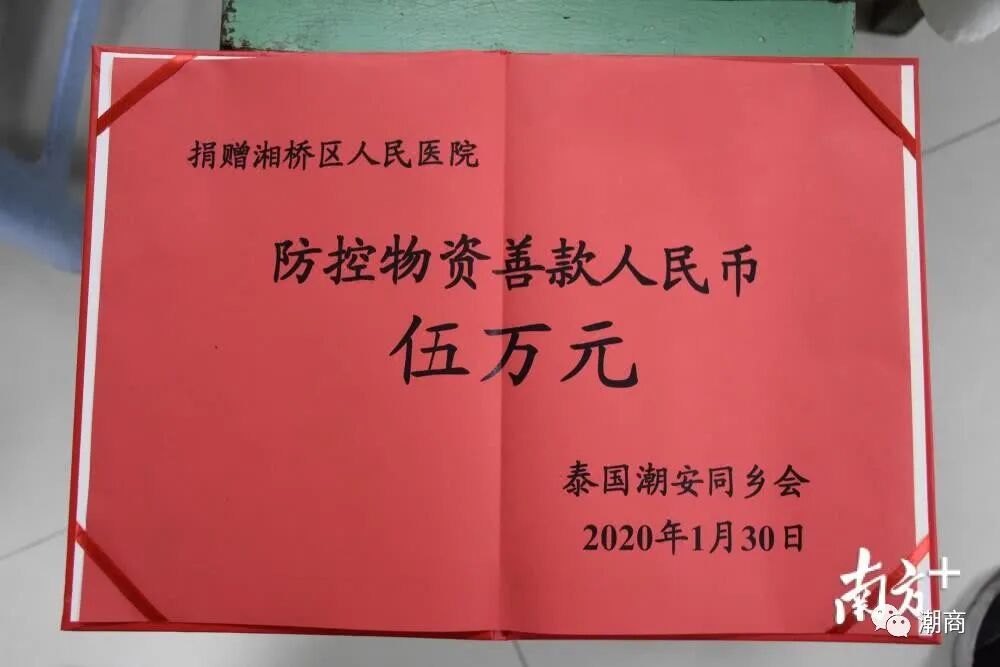 捐赠湘桥区人民医院
防控物资善款人民币
伍万元
泰国潮安同乡会
2020年1月30日
南方+
潮商